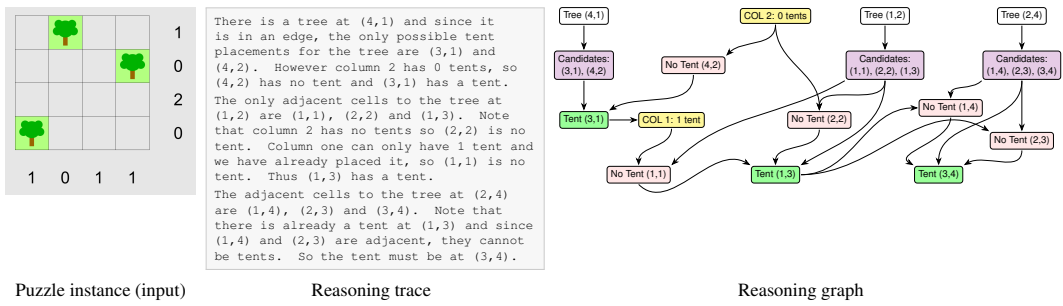 1
0
2
0
1 0 1 1
Puzzle instance (input)
There is a tree at (4,1) and since it
is in an edge, the only possible tent
placements for the tree are (3,1) and
(4,2). However column 2 has 0 tents, so
(4,2) has no tent and (3,1) has a tent.
The only adjacent cells to the tree at
(1,2) are (1,1), (2,2) and (1,3). Note
that column 2 has no tents so (2,2) is no
tent. Column one can only have 1 tent and
we have already placed it, so (1,1) is no
tent. Thus (1,3) has a tent.
The adjacent cells to the tree at (2,4)
are (1,4), (2,3) and (3,4). Note that
there is already a tent at (1,3) and since
(1,4) and (2,3) are adjacent, they cannot
be tents. So the tent must be at (3,4).
Reasoning trace
Tree (4,1)
COL 2: 0 tents
Tree (1,2)
Tree (2,4)
Candidates:
(3,1), (4,2)
No Tent (4,2)
Candidates:
(1,1), (2,2), (1,3)
Candidates:
(1,4), (2,3), (3,4)
No Tent (1,4)
Tent (3,1)
COL 1: 1 tent
No Tent (2,2)
No Tent (2,3)
No Tent (1,1)
Tent (1,3)
Tent (3,4)
Reasoning graph